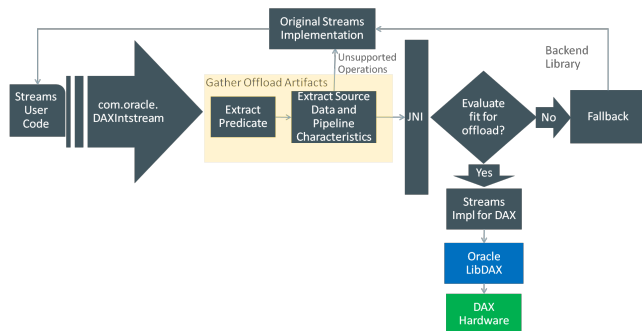 Original Streams
Implementation
Unsupported
Operations
Backend
Library
Streams
User
Code
com.oracle.
DAXIntstream
Gather Offload Artifacts
Extract
Predicate
Extract Source
Data and
Pipeline
Characteristics
JNI
Evaluate
fit for
offload?
No
Fallback
Yes
Streams
Impl for DAX
Oracle
LibDAX
DAX
Hardware